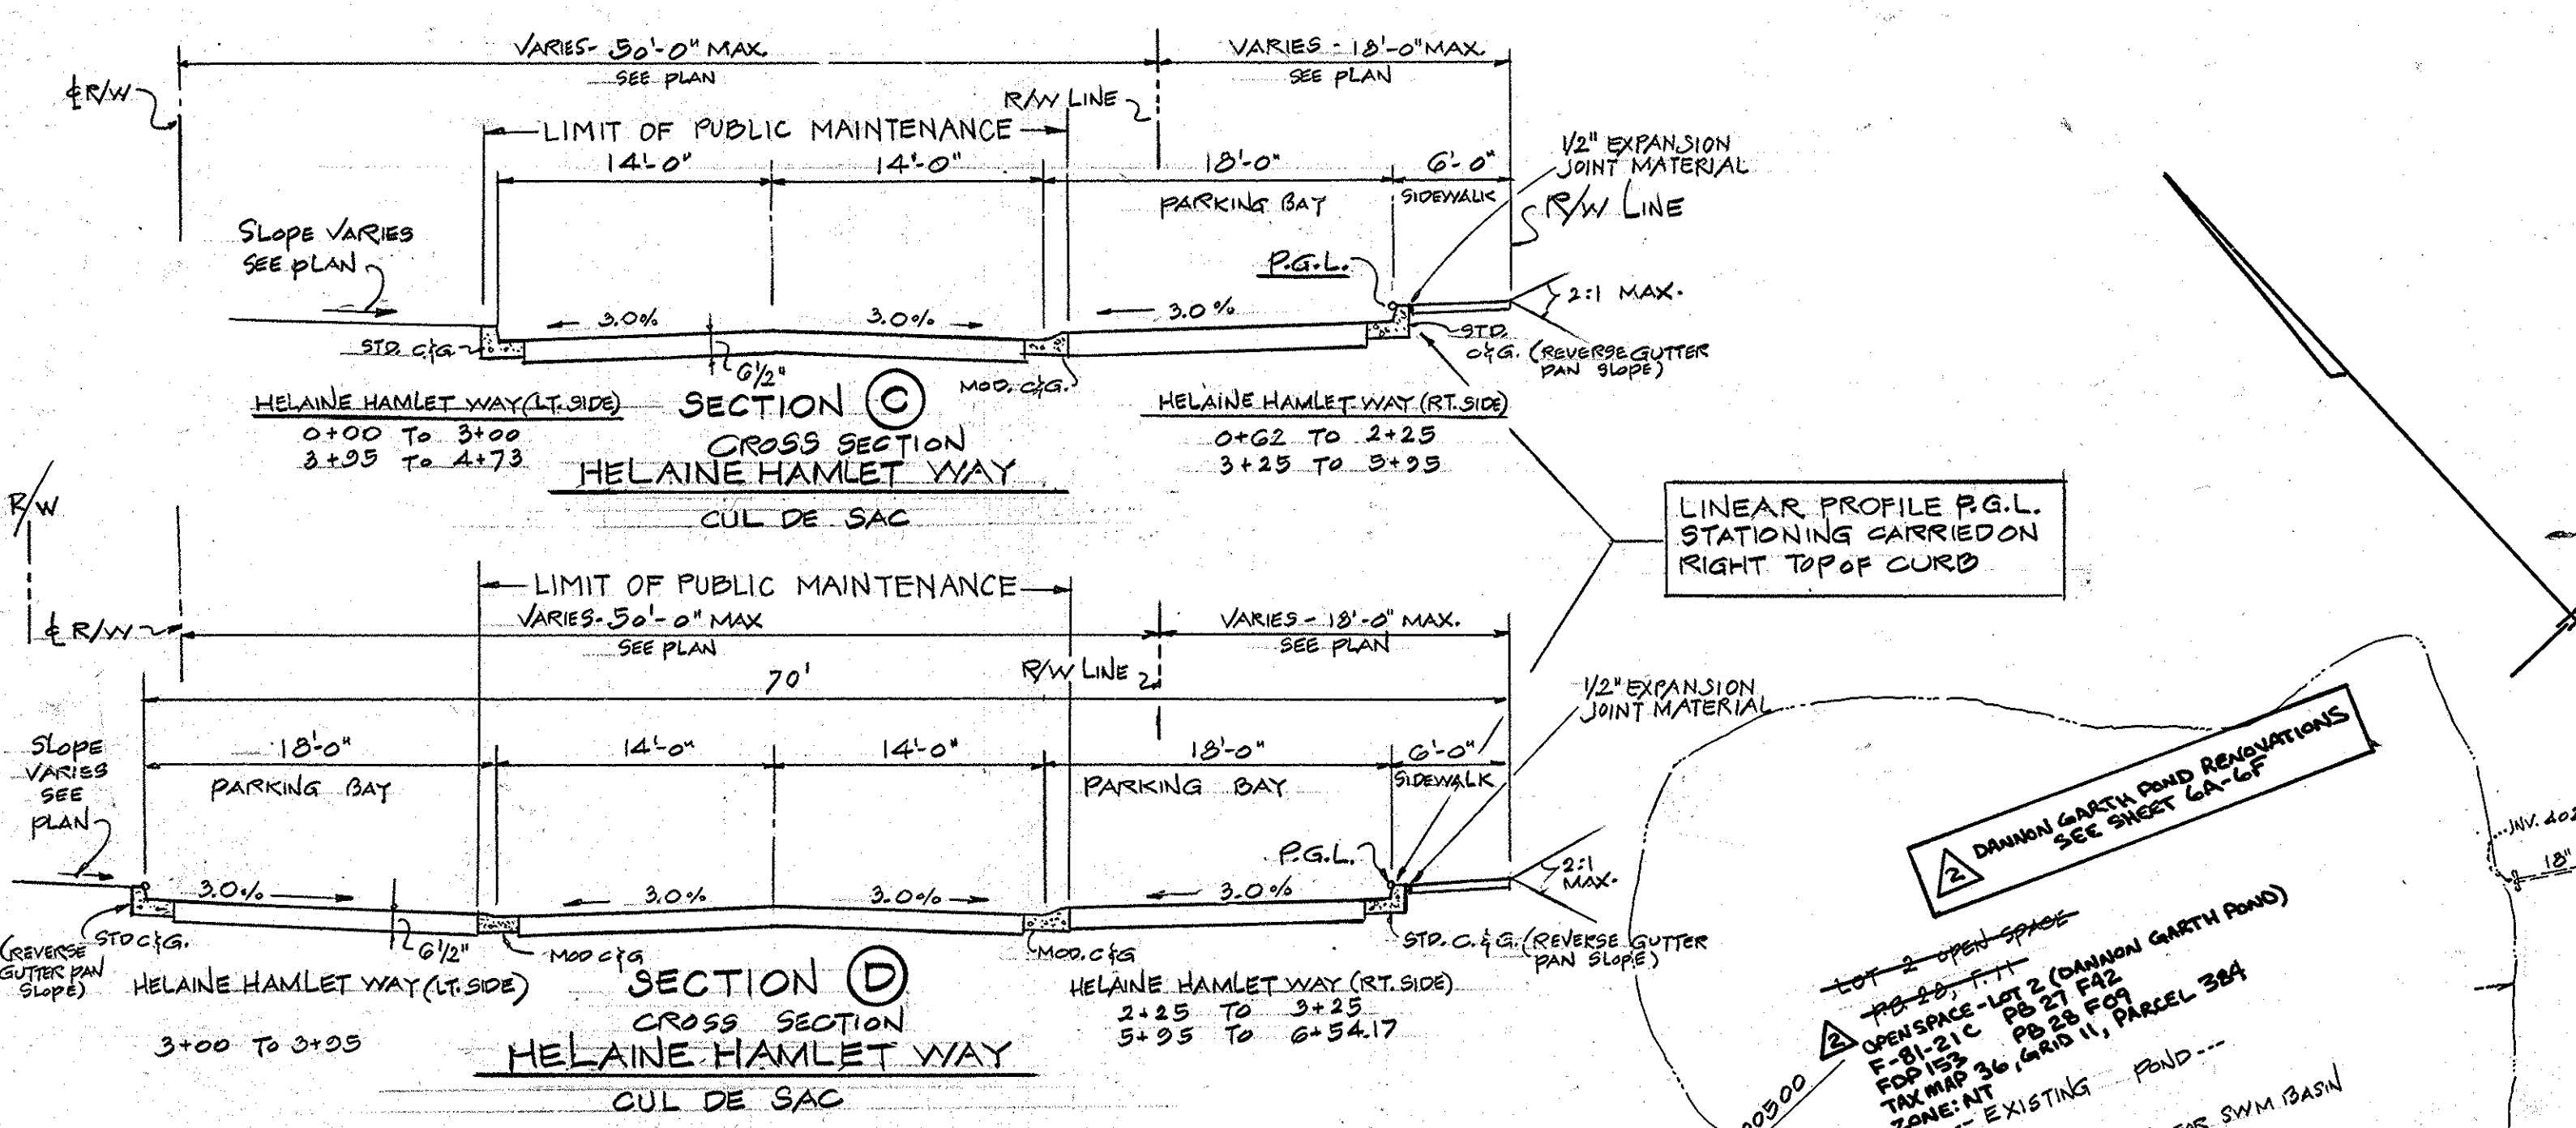 VARIES- 50'-0" MAX.
SEE PLAN
VARIES - 18'-0" MAX.
SEE PLAN
℄ R/W
R/W LINE
LIMIT OF PUBLIC MAINTENANCE
14'-0"
14'-0"
18'-0"
6'-0"
PARKING BAY
SIDEWALK
1/2" EXPANSION
JOINT MATERIAL
R/W LINE
SLOPE VARIES
SEE PLAN
P.G.L.
2:1 MAX.
3.0%
3.0%
3.0%
STD. C&G
6 1/2"
MOD. C&G.
STD.
C&G. (REVERSE GUTTER
PAN SLOPE)
HELAINE HAMLET WAY (LT. SIDE)
0+00 TO 3+00
3+95 TO 4+73
SECTION C
CROSS SECTION
HELAINE HAMLET WAY
CUL DE SAC
HELAINE HAMLET WAY (RT. SIDE)
0+62 TO 2+25
3+25 TO 5+95
LINEAR PROFILE P.G.L.
STATIONING CARRIED ON
RIGHT TOP OF CURB
R/W
℄ R/W
LIMIT OF PUBLIC MAINTENANCE
VARIES- 50'-0" MAX
SEE PLAN
VARIES - 18'-0" MAX.
SEE PLAN
R/W LINE
70'
1/2" EXPANSION
JOINT MATERIAL
SLOPE
VARIES
SEE
PLAN
18'-0"
14'-0"
14'-0"
18'-0"
6'-0"
PARKING BAY
PARKING BAY
SIDEWALK
P.G.L.
2:1
MAX.
3.0%
3.0%
3.0%
3.0%
(REVERSE
GUTTER PAN
SLOPE)
STD C&G.
6 1/2"
MOD C&G
MOD. C&G
STD. C. & G. (REVERSE GUTTER
PAN SLOPE)
HELAINE HAMLET WAY (LT. SIDE)
3+00 TO 3+95
SECTION D
CROSS SECTION
HELAINE HAMLET WAY
CUL DE SAC
HELAINE HAMLET WAY (RT. SIDE)
2+25 TO 3+25
5+95 TO 6+54.17
2 DANNON GARTH POND RENOVATIONS
SEE SHEET 6A-6F
INV. 402
18"
LOT 2 OPEN SPACE
2 OPEN SPACE - LOT 2 (DANNON GARTH POND)
F-81-21C PB 27 F42
FDP 153 PB 28 F09
TAX MAP 36, GRID 11, PARCEL 384
ZONE: NT
EXISTING POND
SWM BASIN